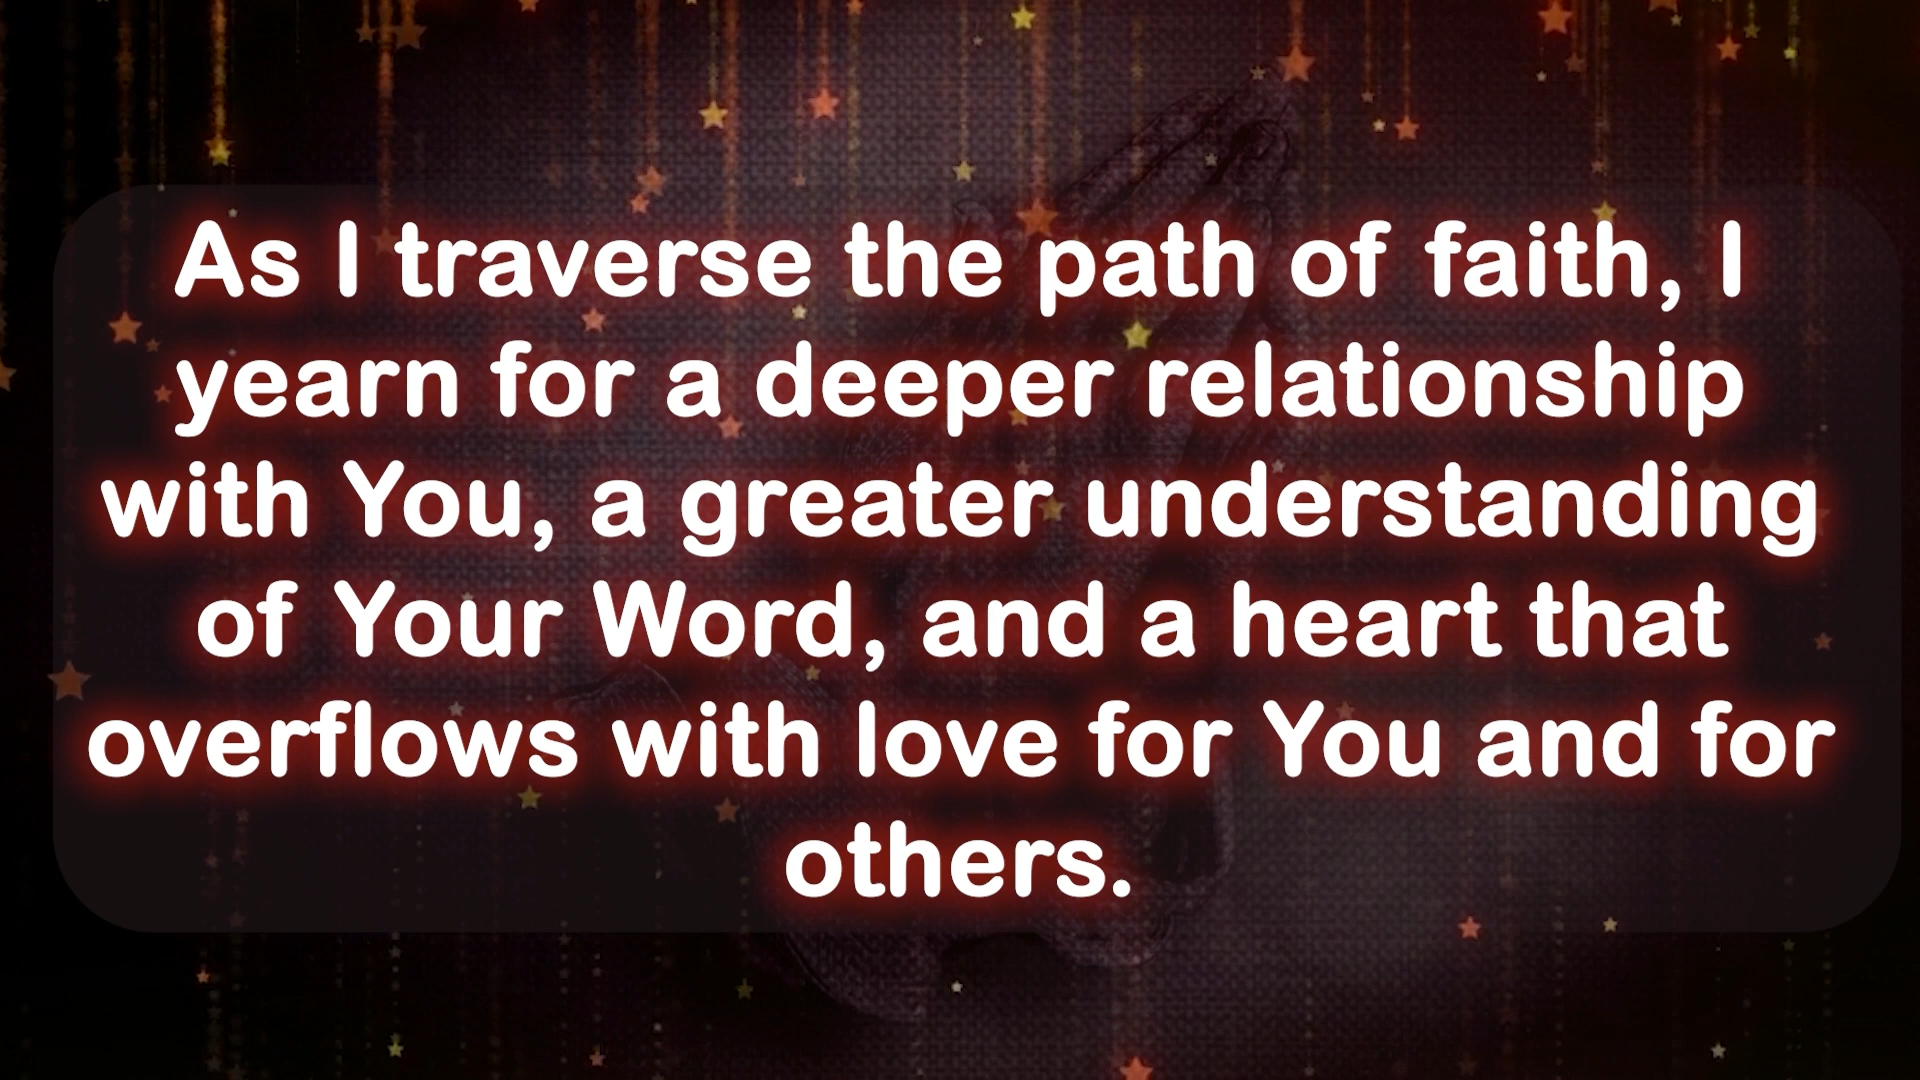 As I traverse the path of faith, I
yearn for a deeper relationship
with You, a greater understanding
of Your Word, and a heart that
overflows with love for You and for
others.